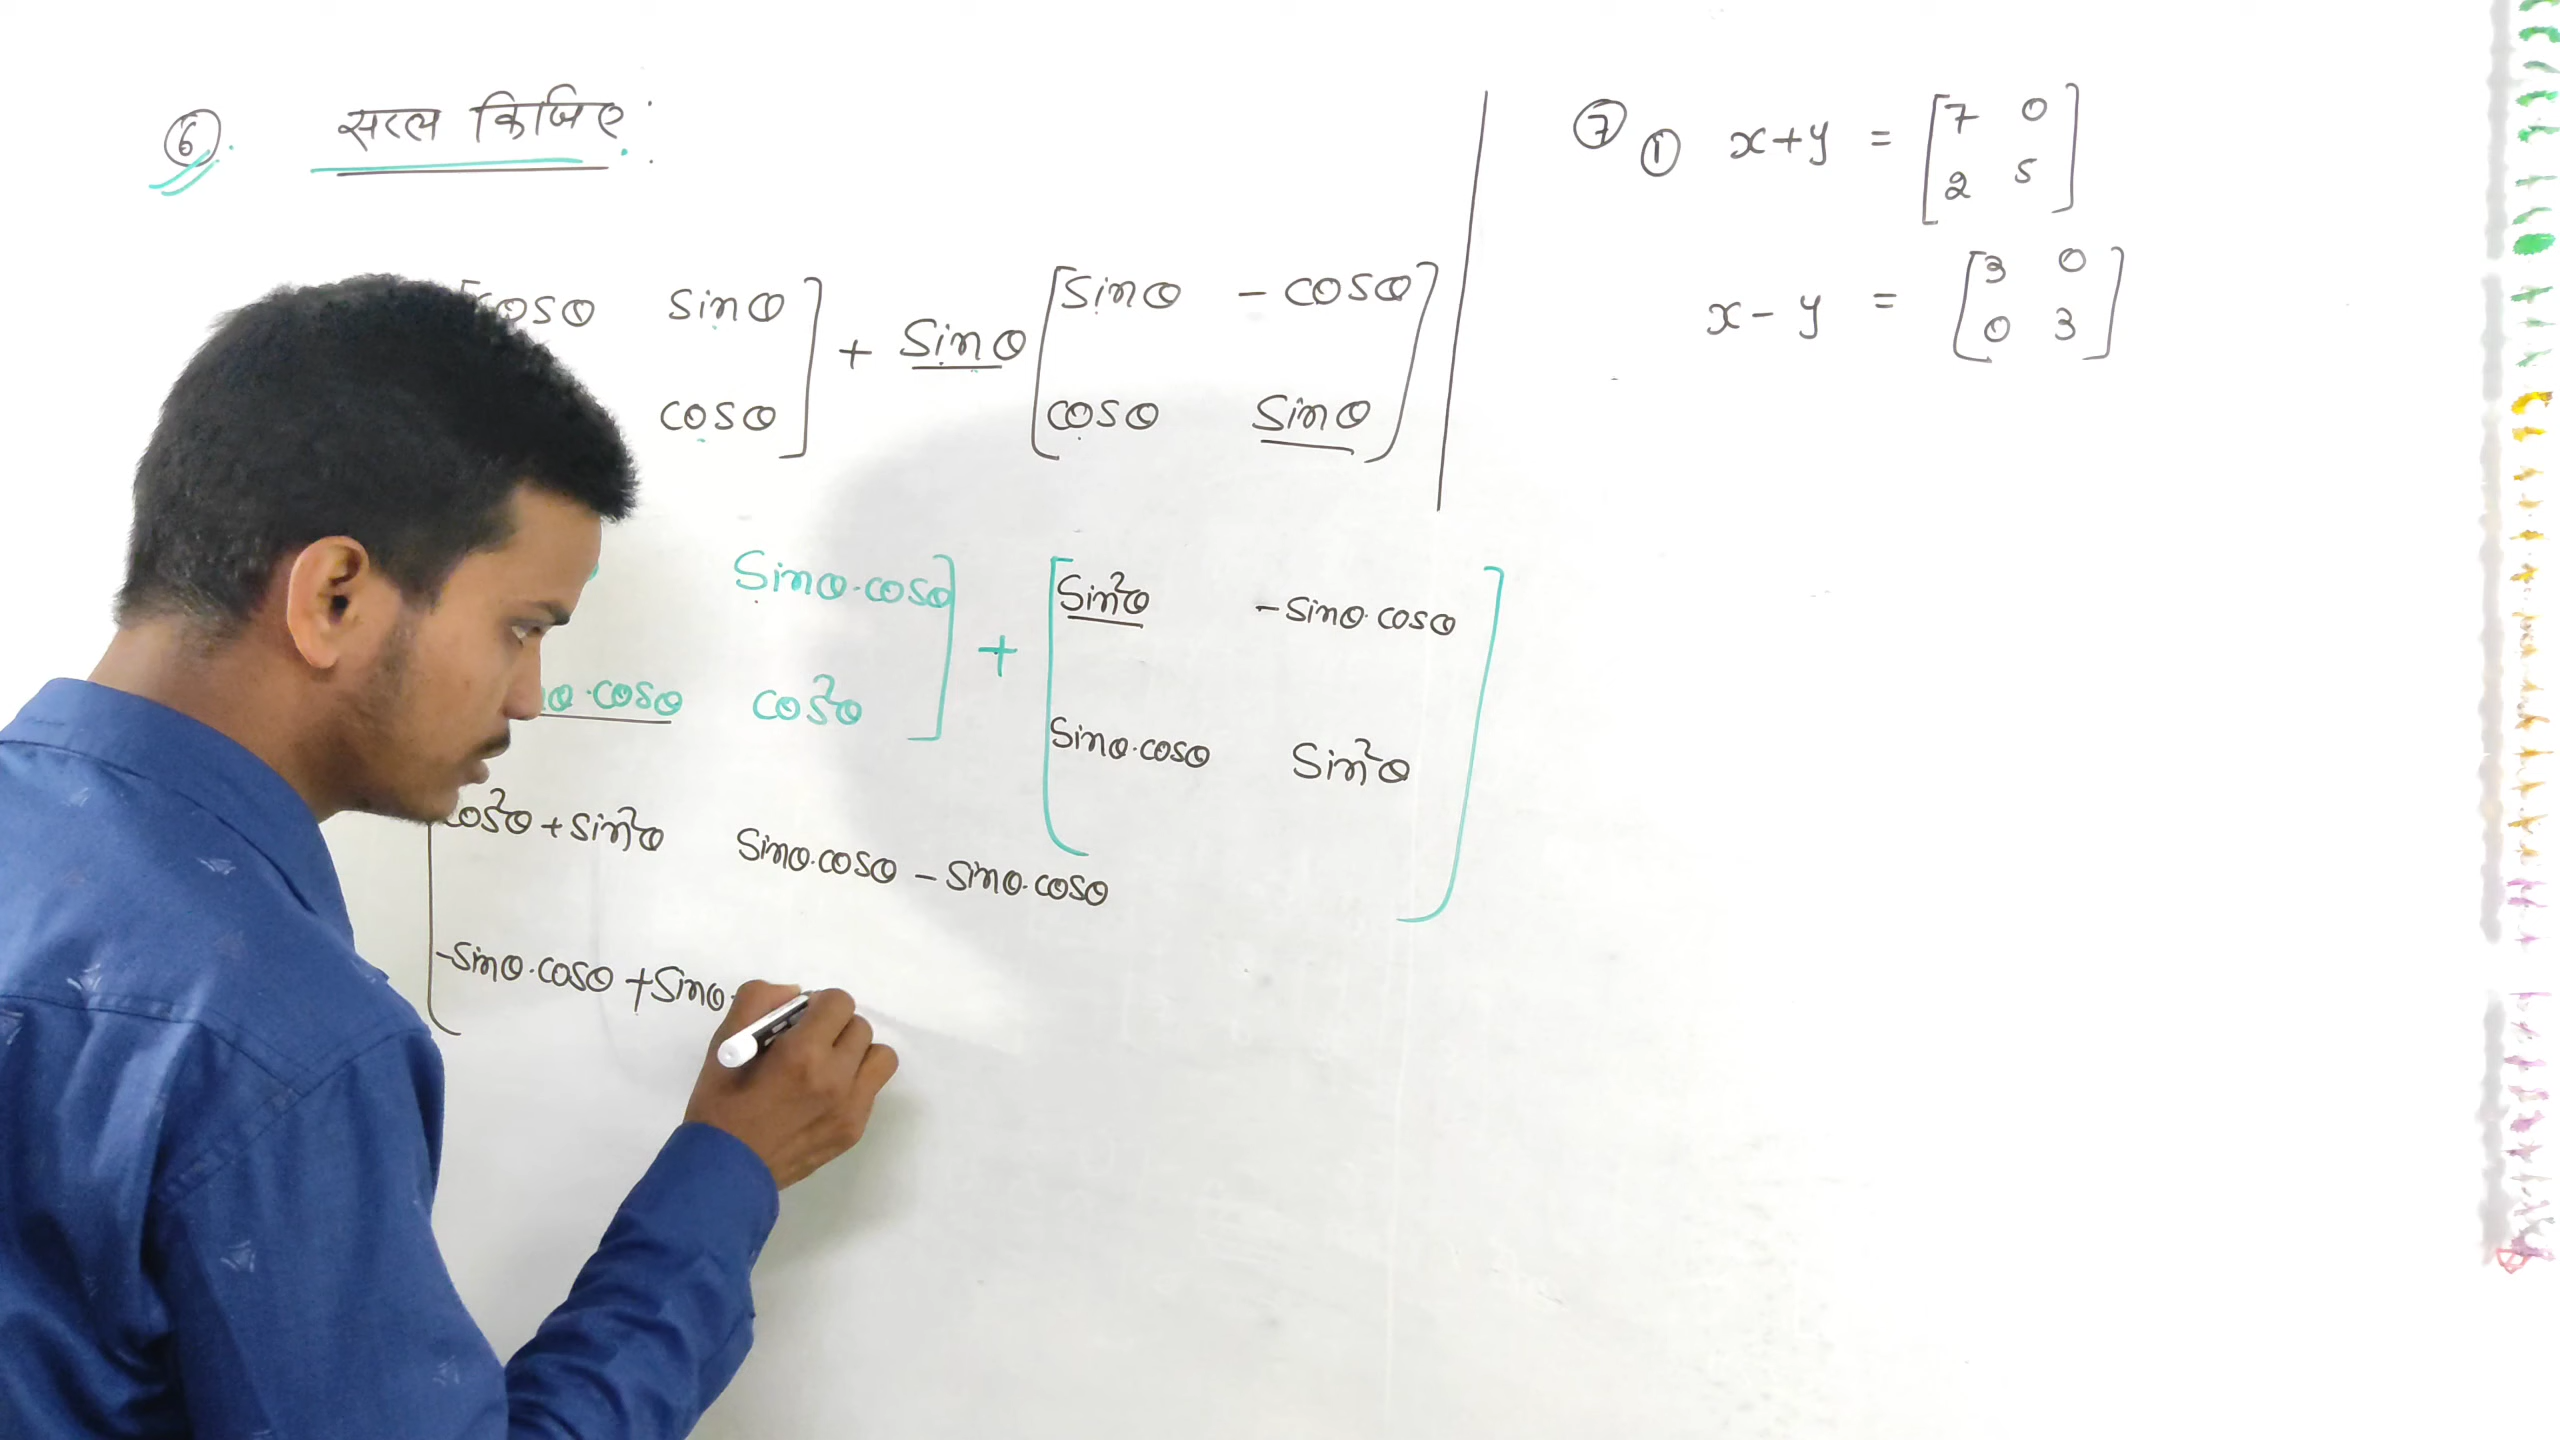 6. सरल किजिए :
cosθ sinθ ] + Sinθ [ Sinθ - cosθ
cosθ ] cosθ Sinθ ]
Sinθ·cosθ ] + [ Sin²θ -Sinθ·cosθ
·cosθ cos²θ ] Sinθ·cosθ Sin²θ ]
cos²θ + Sin²θ Sinθ·cosθ - Sinθ·cosθ
-Sinθ·cosθ + Sinθ·
7 1 x+y = [ 7 0
2 5 ]
x - y = [ 3 0
0 3 ]